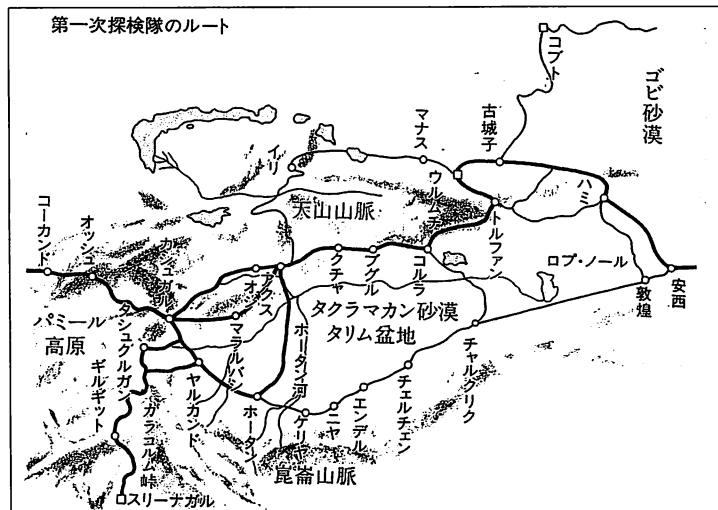 第一次探検隊のルート
コブト
ゴビ砂漠
古城子
マナス
イリ
ウルムチ
ハミ
天山山脈
トルファン
コーカンド
オッシュ
カシュガル
アクス
クチャ
ブグル
コルラ
ロプ・ノール
敦煌
安西
オ
マラルバシ
タクラマカン砂漠
タリム盆地
パミール
高原
タシュクルガン
ヤルカンド
ホータン河
ホータン
ケリヤ
ニヤ
エンデル
チェルチェン
チャルクリク
ギルギット
カラコルム峠
スリーナガル
崑崙山脈